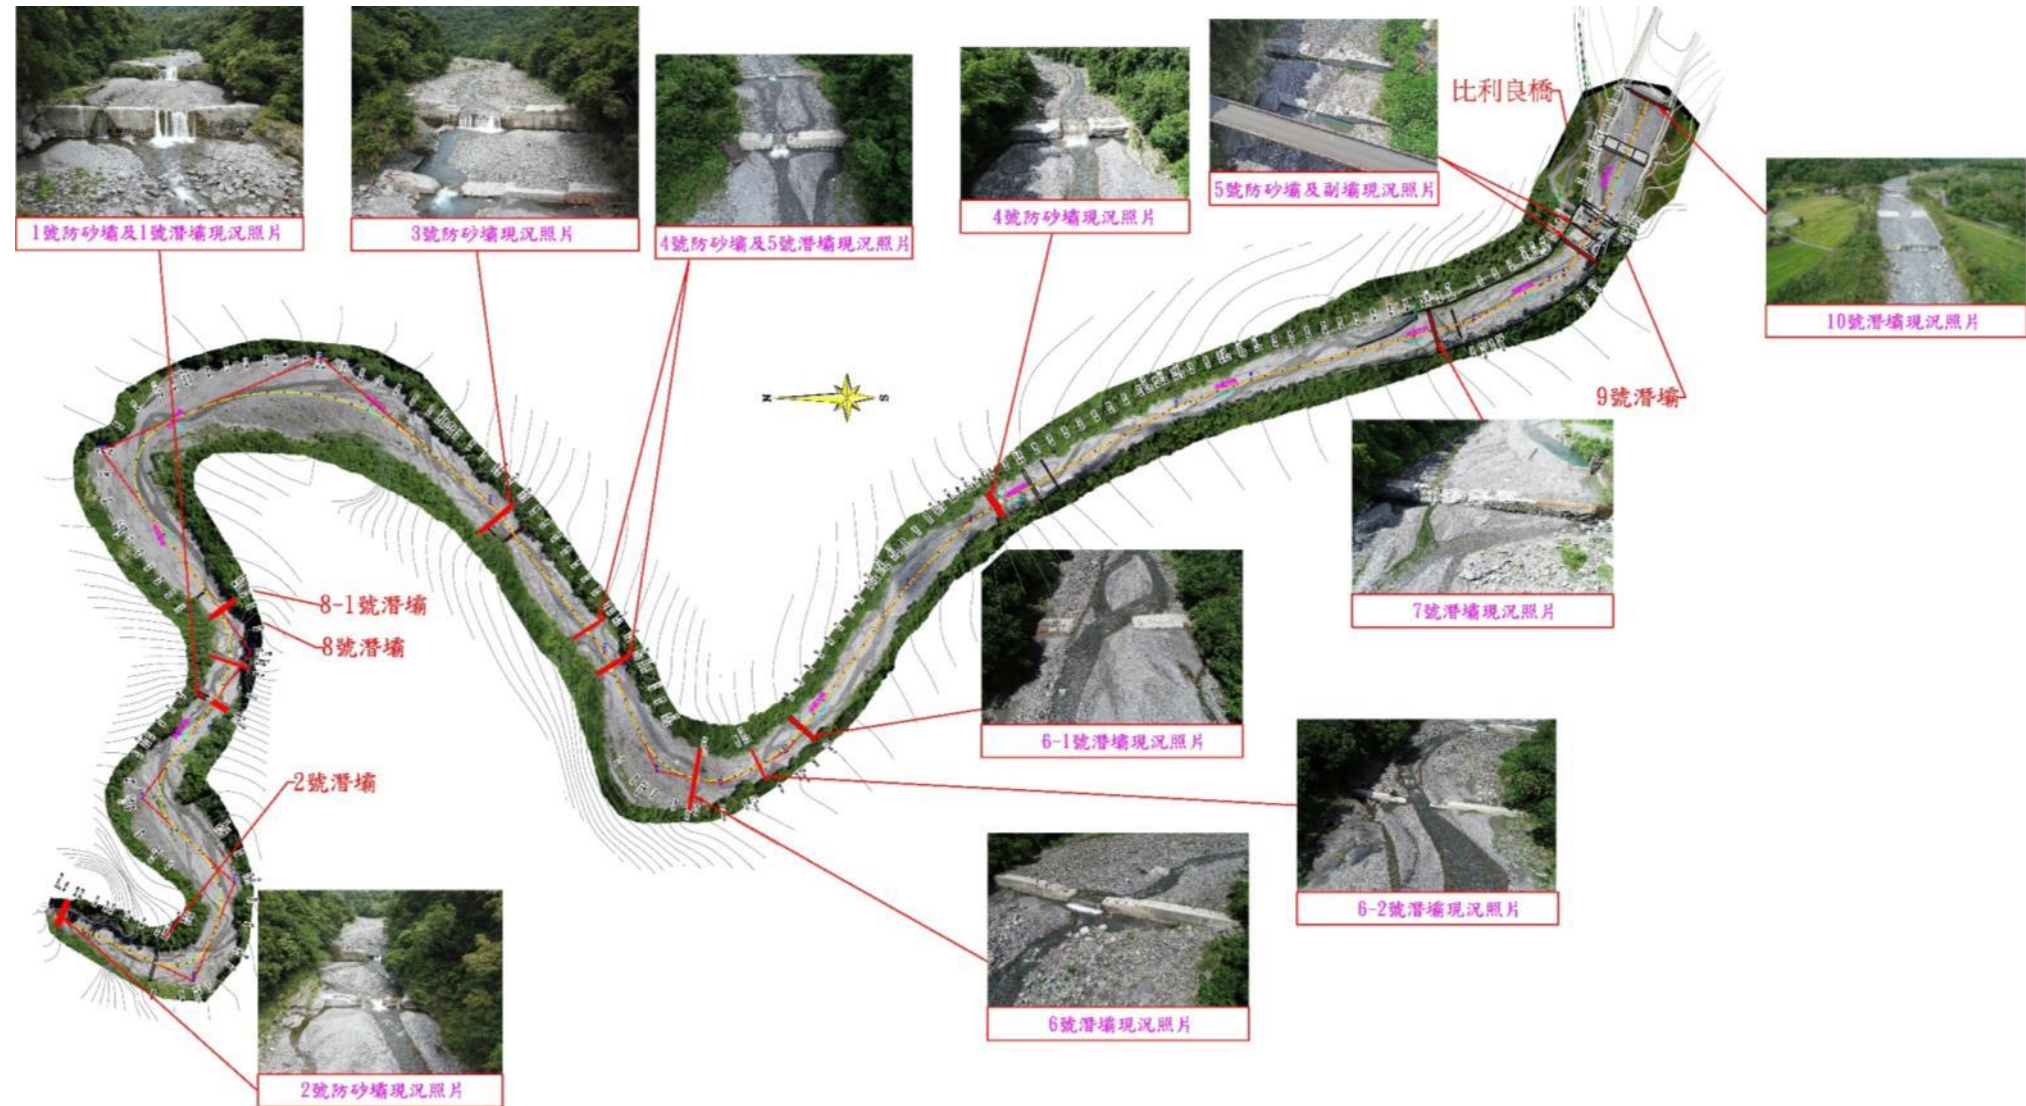 1號防砂壩及1號潛壩現況照片
3號防砂壩現況照片
4號防砂壩及5號潛壩現況照片
4號防砂壩現況照片
5號防砂壩及副壩現況照片
比利良橋
10號潛壩現況照片
N
S
9號潛壩
7號潛壩現況照片
8-1號潛壩
8號潛壩
6-1號潛壩現況照片
2號潛壩
6-2號潛壩現況照片
6號潛壩現況照片
2號防砂壩現況照片